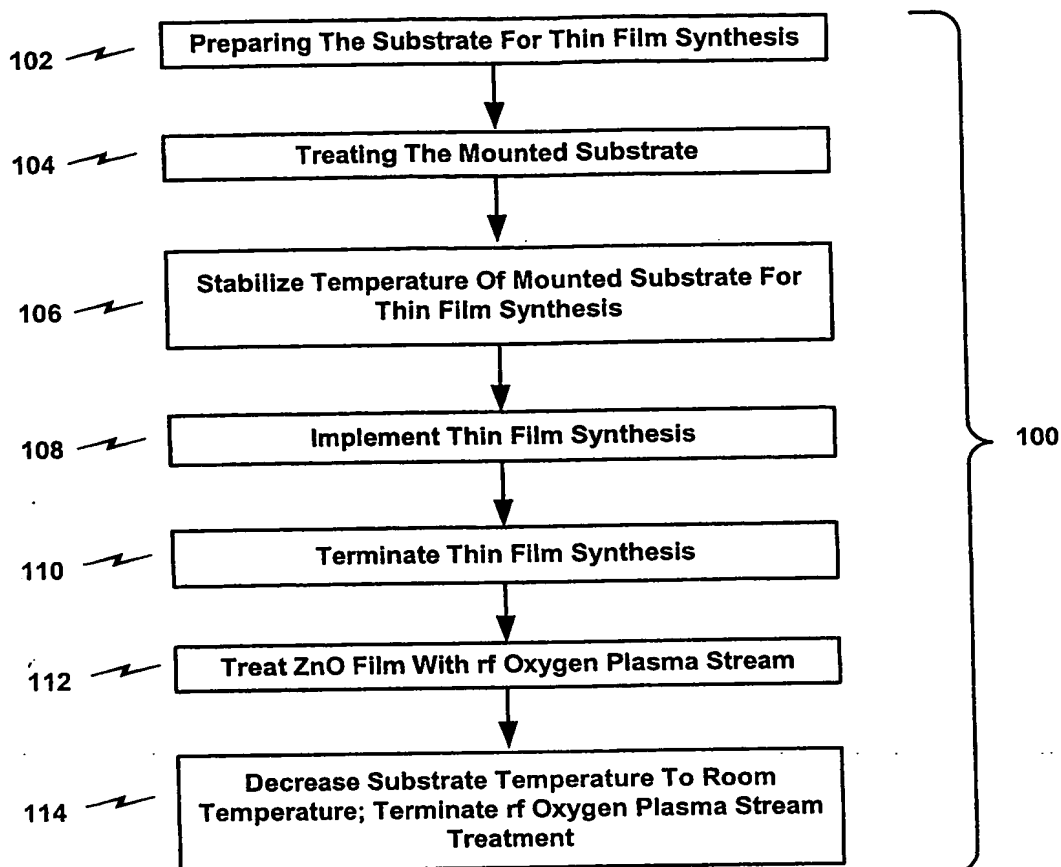 102 Preparing The Substrate For Thin Film Synthesis
104 Treating The Mounted Substrate
Stabilize Temperature Of Mounted Substrate For
106 Thin Film Synthesis
108 Implement Thin Film Synthesis
100
110 Terminate Thin Film Synthesis
112 Treat ZnO Film With rf Oxygen Plasma Stream
Decrease Substrate Temperature To Room
114 Temperature; Terminate rf Oxygen Plasma Stream
Treatment